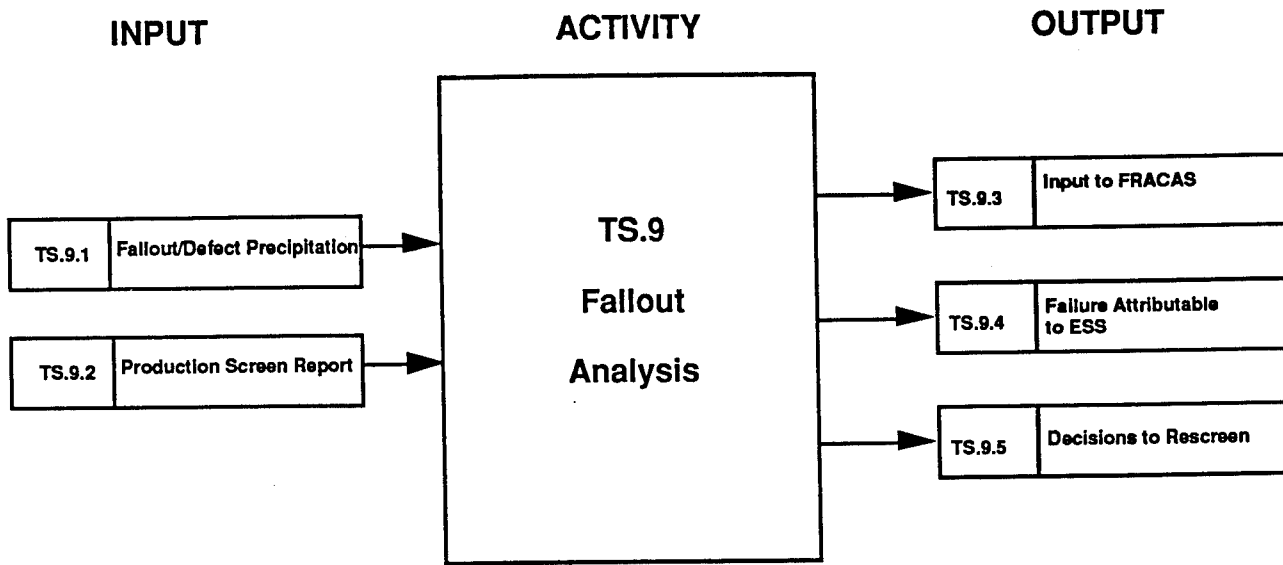 INPUT
ACTIVITY
OUTPUT
TS.9.1
Fallout/Defect Precipitation
TS.9.2
Production Screen Report
TS.9
Fallout
Analysis
TS.9.3
Input to FRACAS
TS.9.4
Failure Attributable
to ESS
TS.9.5
Decisions to Rescreen